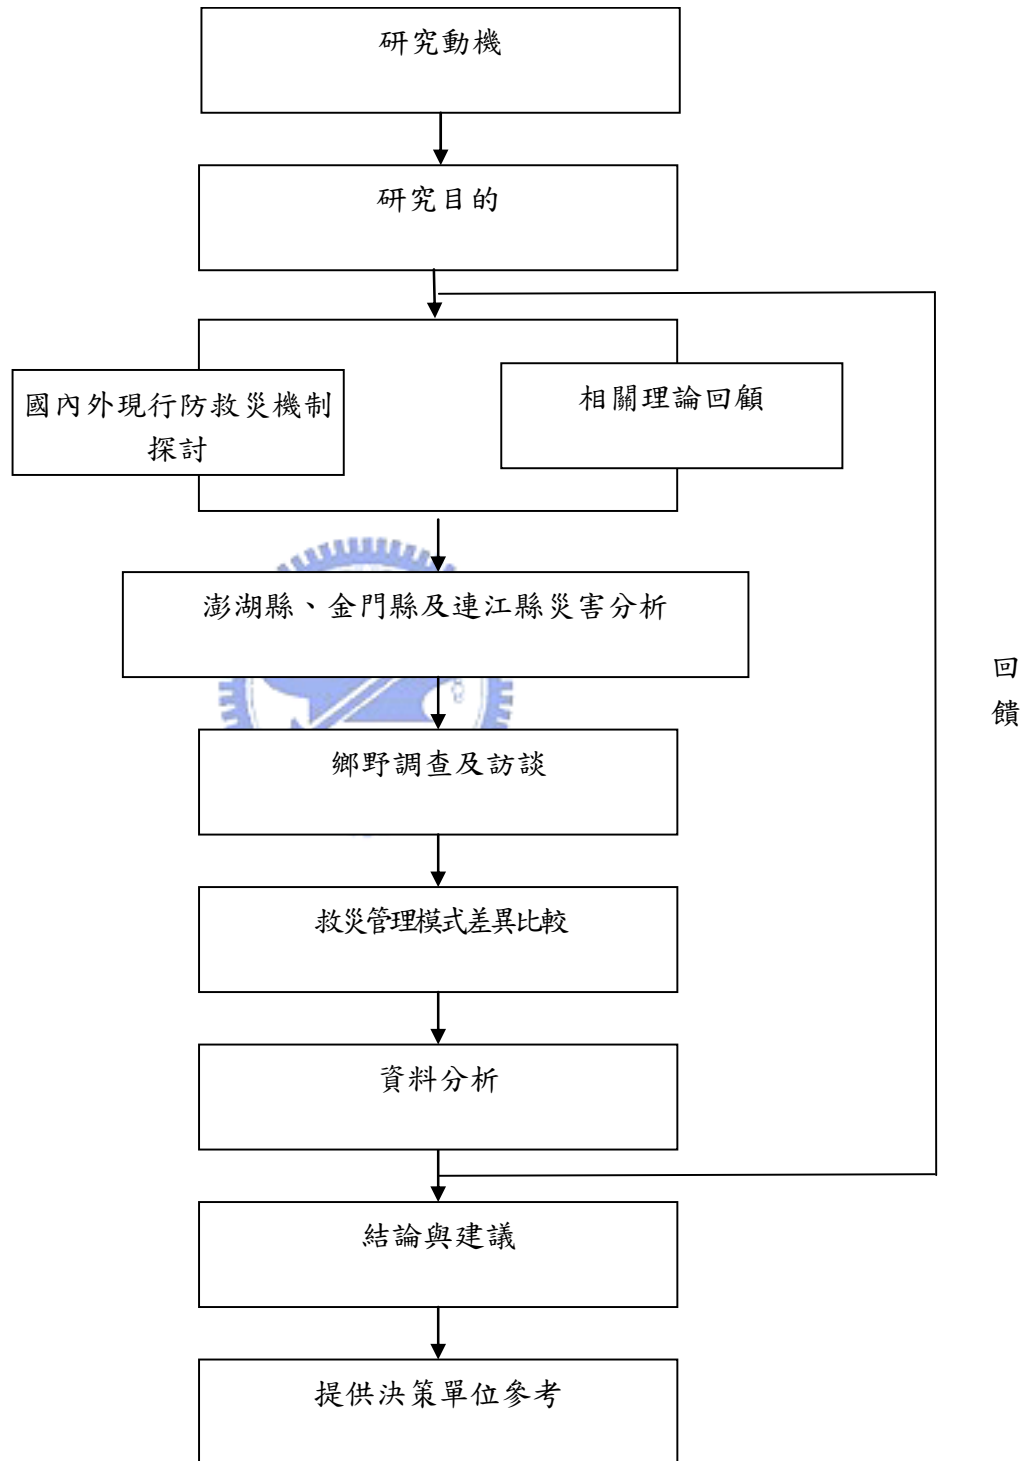 研究動機
研究目的
國內外現行防救災機制
探討
相關理論回顧
澎湖縣、金門縣及連江縣災害分析
回
饋
鄉野調查及訪談
救災管理模式差異比較
資料分析
結論與建議
提供決策單位參考